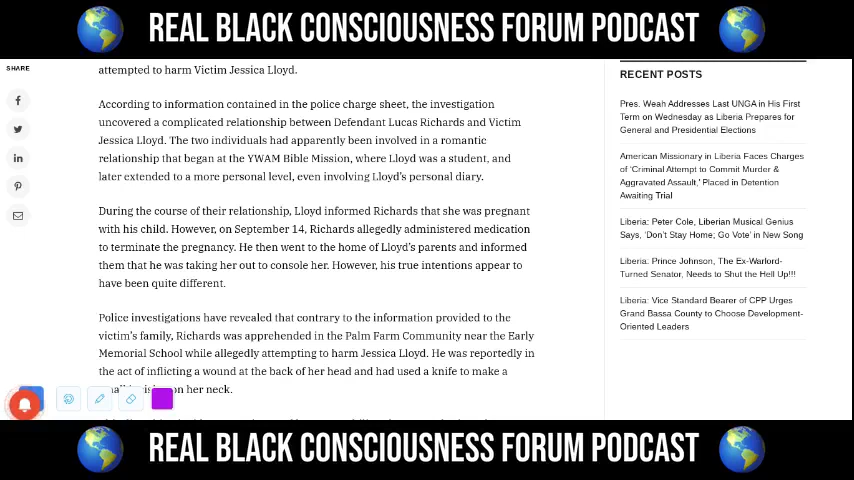 REAL BLACK CONSCIOUSNESS FORUM PODCAST
SHARE
attempted to harm Victim Jessica Lloyd.
According to information contained in the police charge sheet, the investigation
uncovered a complicated relationship between Defendant Lucas Richards and Victim
Jessica Lloyd. The two individuals had apparently been involved in a romantic
relationship that began at the YWAM Bible Mission, where Lloyd was a student, and
later extended to a more personal level, even involving Lloyd's personal diary.
During the course of their relationship, Lloyd informed Richards that she was pregnant
with his child. However, on September 14, Richards allegedly administered medication
to terminate the pregnancy. He then went to the home of Lloyd's parents and informed
them that he was taking her out to console her. However, his true intentions appear to
have been quite different.
Police investigations have revealed that contrary to the information provided to the
victim's family, Richards was apprehended in the Palm Farm Community near the Early
Memorial School while allegedly attempting to harm Jessica Lloyd. He was reportedly in
the act of inflicting a wound at the back of her head and had used a knife to make a
on her neck.
RECENT POSTS
Pres. Weah Addresses Last UNGA in His First
Term on Wednesday as Liberia Prepares for
General and Presidential Elections
American Missionary in Liberia Faces Charges
of 'Criminal Attempt to Commit Murder &
Aggravated Assault,' Placed in Detention
Awaiting Trial
Liberia: Peter Cole, Liberian Musical Genius
Says, 'Don't Stay Home; Go Vote' in New Song
Liberia: Prince Johnson, The Ex-Warlord-
Turned Senator, Needs to Shut the Hell Up!!!
Liberia: Vice Standard Bearer of CPP Urges
Grand Bassa County to Choose Development-
Oriented Leaders
REAL BLACK CONSCIOUSNESS FORUM PODCAST